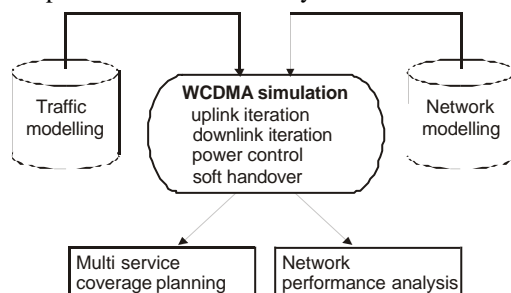 Traffic
modelling
WCDMA simulation
uplink iteration
downlink iteration
power control
soft handover
Network
modelling
Multi service
coverage planning
Network
performance analysis